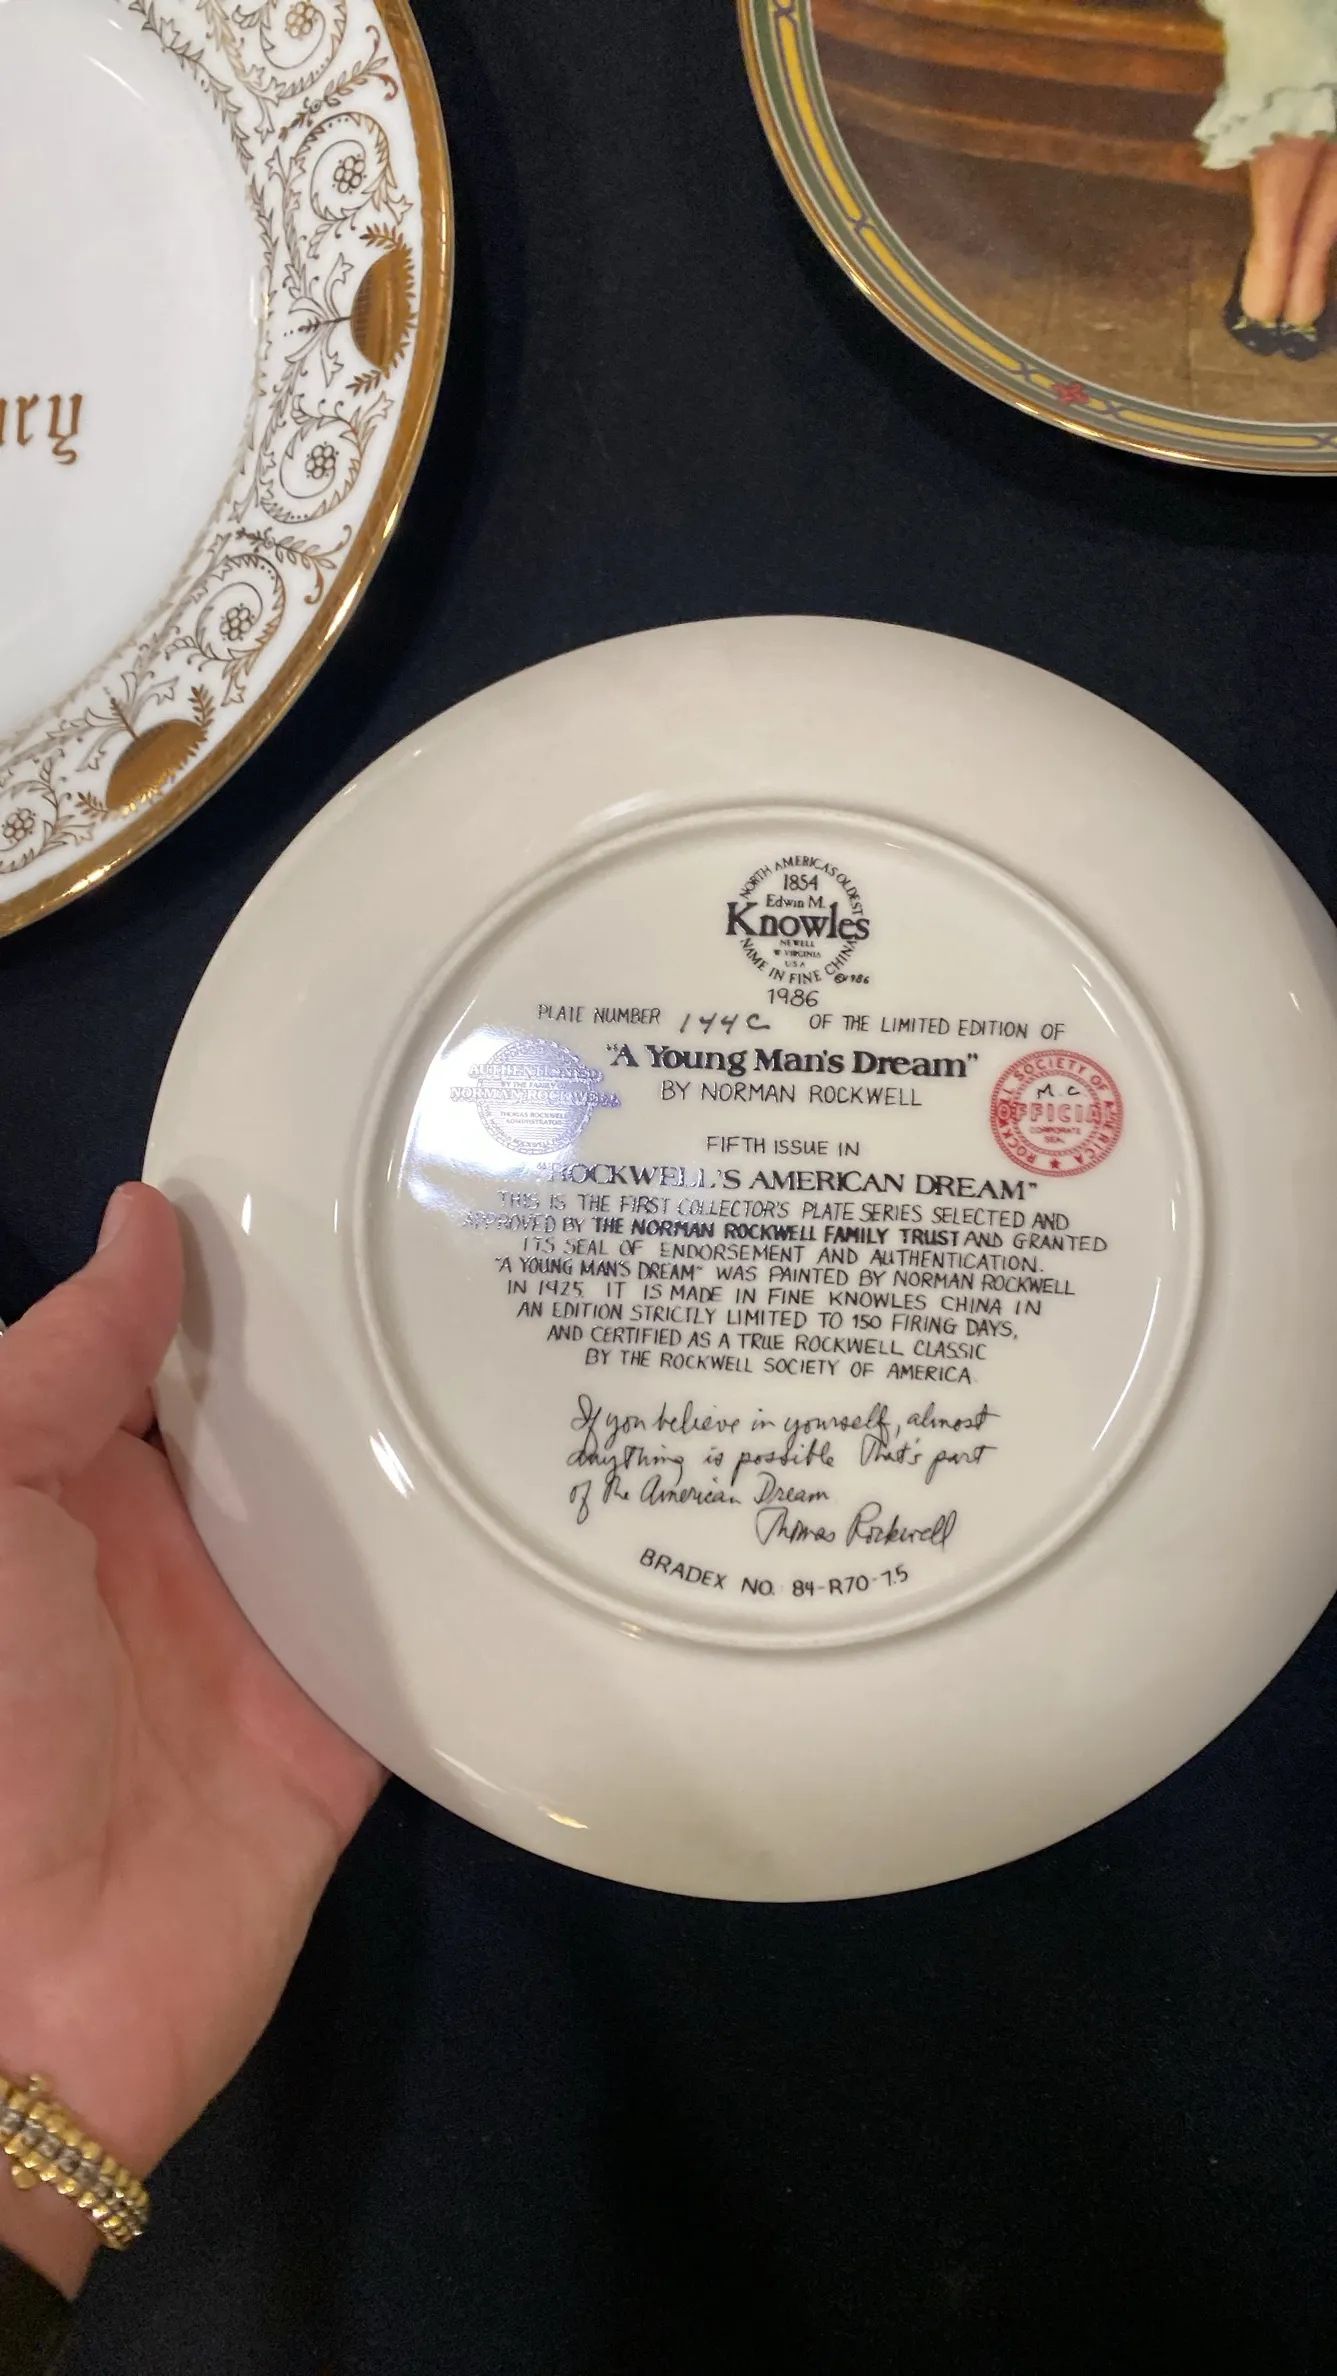 NORTH AMERICA'S OLDEST
1854
Edwin M.
Knowles
NEWELL
W VIRGINIA
U.S.A
NAME IN FINE CHINA
©1986
1986
PLATE NUMBER 144C OF THE LIMITED EDITION OF
"A Young Man's Dream"
BY NORMAN ROCKWELL
AUTHENTICATED
BY THE FAMILY OF
NORMAN ROCKWELL
THOMAS ROCKWELL
ADMINISTRATOR
ROCKWELL SOCIETY OF AMERICA
M.C
OFFICIAL
CORPORATE
SEAL
FIFTH ISSUE IN
"ROCKWELL'S AMERICAN DREAM"
THIS IS THE FIRST COLLECTOR'S PLATE SERIES SELECTED AND
APPROVED BY THE NORMAN ROCKWELL FAMILY TRUST AND GRANTED
ITS SEAL OF ENDORSEMENT AND AUTHENTICATION.
"A YOUNG MAN'S DREAM" WAS PAINTED BY NORMAN ROCKWELL
IN 1925. IT IS MADE IN FINE KNOWLES CHINA IN
AN EDITION STRICTLY LIMITED TO 150 FIRING DAYS,
AND CERTIFIED AS A TRUE ROCKWELL CLASSIC
BY THE ROCKWELL SOCIETY OF AMERICA.
If you believe in yourself, almost
anything is possible That's part
of the American Dream
Thomas Rockwell
BRADEX NO. 84-R70-7.5